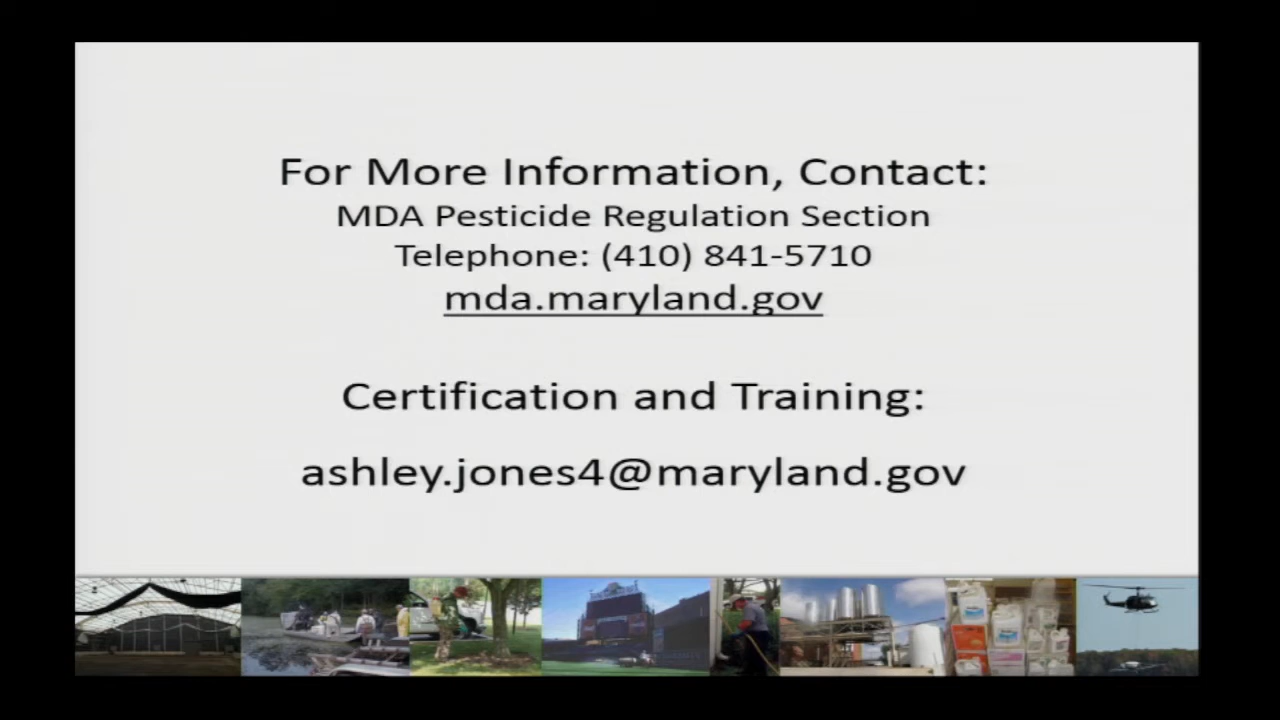 For More Information, Contact:
MDA Pesticide Regulation Section
Telephone: (410) 841-5710
mda.maryland.gov
Certification and Training:
ashley.jones4@maryland.gov